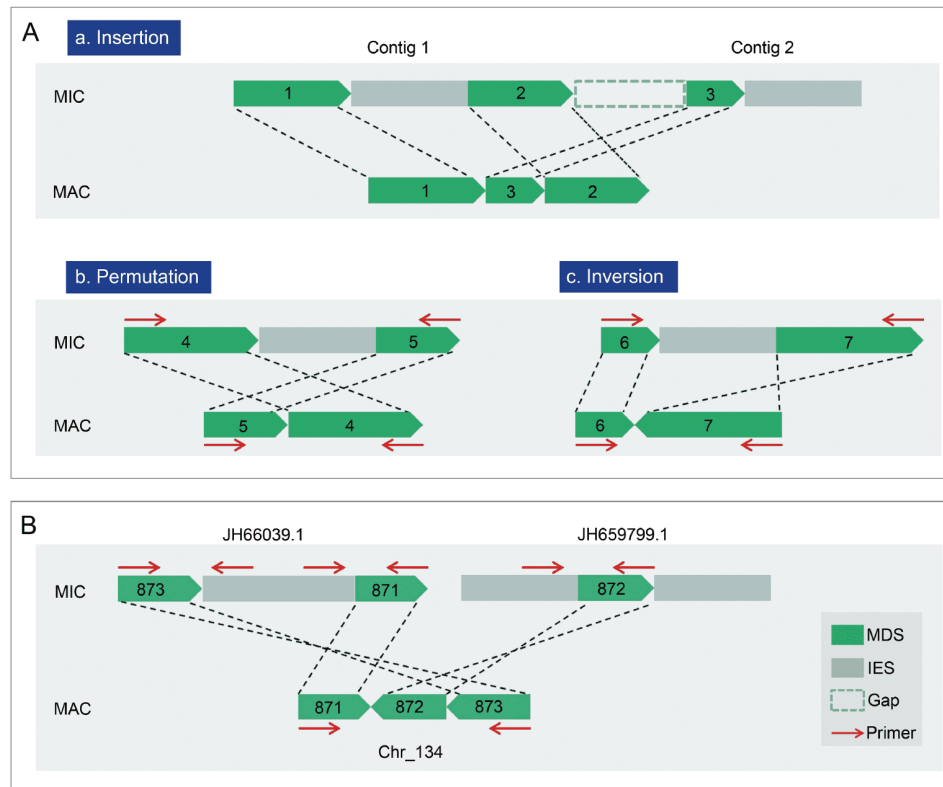 A
a. Insertion
Contig 1 Contig 2
MIC 1 2 3
MAC 1 3 2
b. Permutation c. Inversion
MIC 4 5 6 7
MAC 5 4 6 7
B
JH66039.1 JH659799.1
MIC 873 871 872
MAC 871 872 873
Chr_134
MDS
IES
Gap
Primer